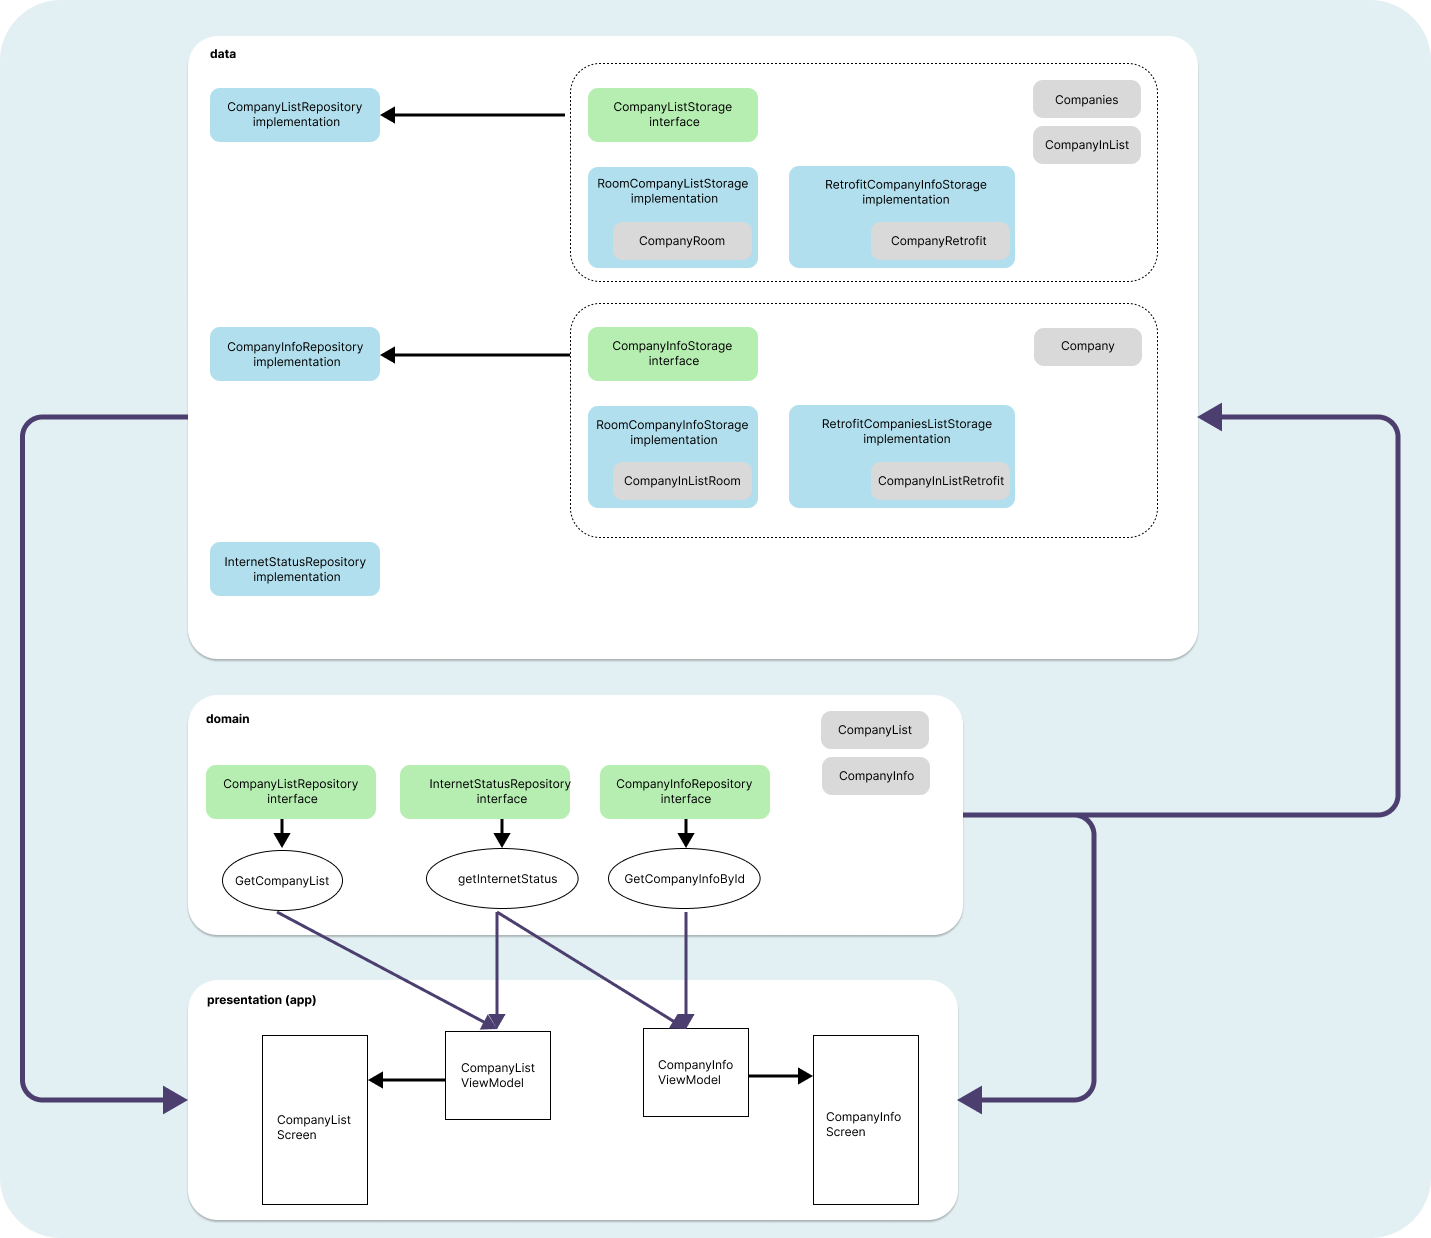 data
CompanyListRepository
implementation
CompanyListStorage
interface
Companies
CompanyInList
RoomCompanyListStorage
implementation
CompanyRoom
RetrofitCompanyInfoStorage
implementation
CompanyRetrofit
CompanyInfoRepository
implementation
CompanyInfoStorage
interface
Company
RoomCompanyInfoStorage
implementation
CompanyInListRoom
RetrofitCompaniesListStorage
implementation
CompanyInListRetrofit
InternetStatusRepository
implementation
domain
CompanyList
CompanyInfo
CompanyListRepository
interface
InternetStatusRepository
interface
CompanyInfoRepository
interface
GetCompanyList
getInternetStatus
GetCompanyInfoById
presentation (app)
CompanyList
Screen
CompanyList
ViewModel
CompanyInfo
ViewModel
CompanyInfo
Screen